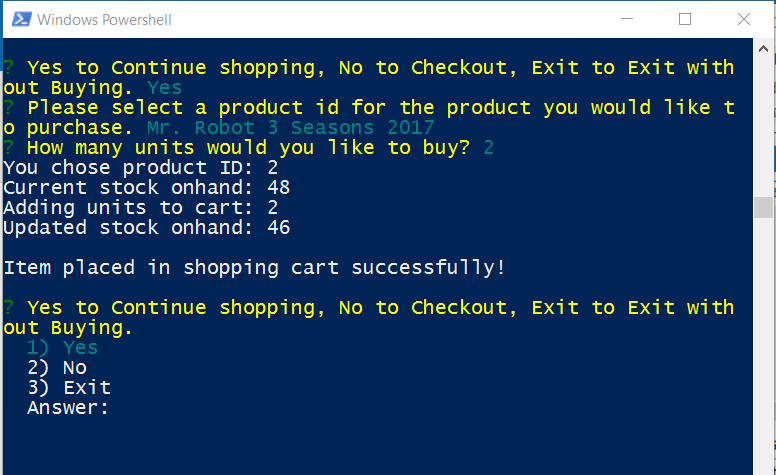 Windows Powershell
? Yes to Continue shopping, No to Checkout, Exit to Exit with
out Buying. Yes
? Please select a product id for the product you would like t
o purchase. Mr. Robot 3 Seasons 2017
? How many units would you like to buy? 2
You chose product ID: 2
Current stock onhand: 48
Adding units to cart: 2
Updated stock onhand: 46
Item placed in shopping cart successfully!
? Yes to Continue shopping, No to Checkout, Exit to Exit with
out Buying.
1) Yes
2) No
3) Exit
Answer: